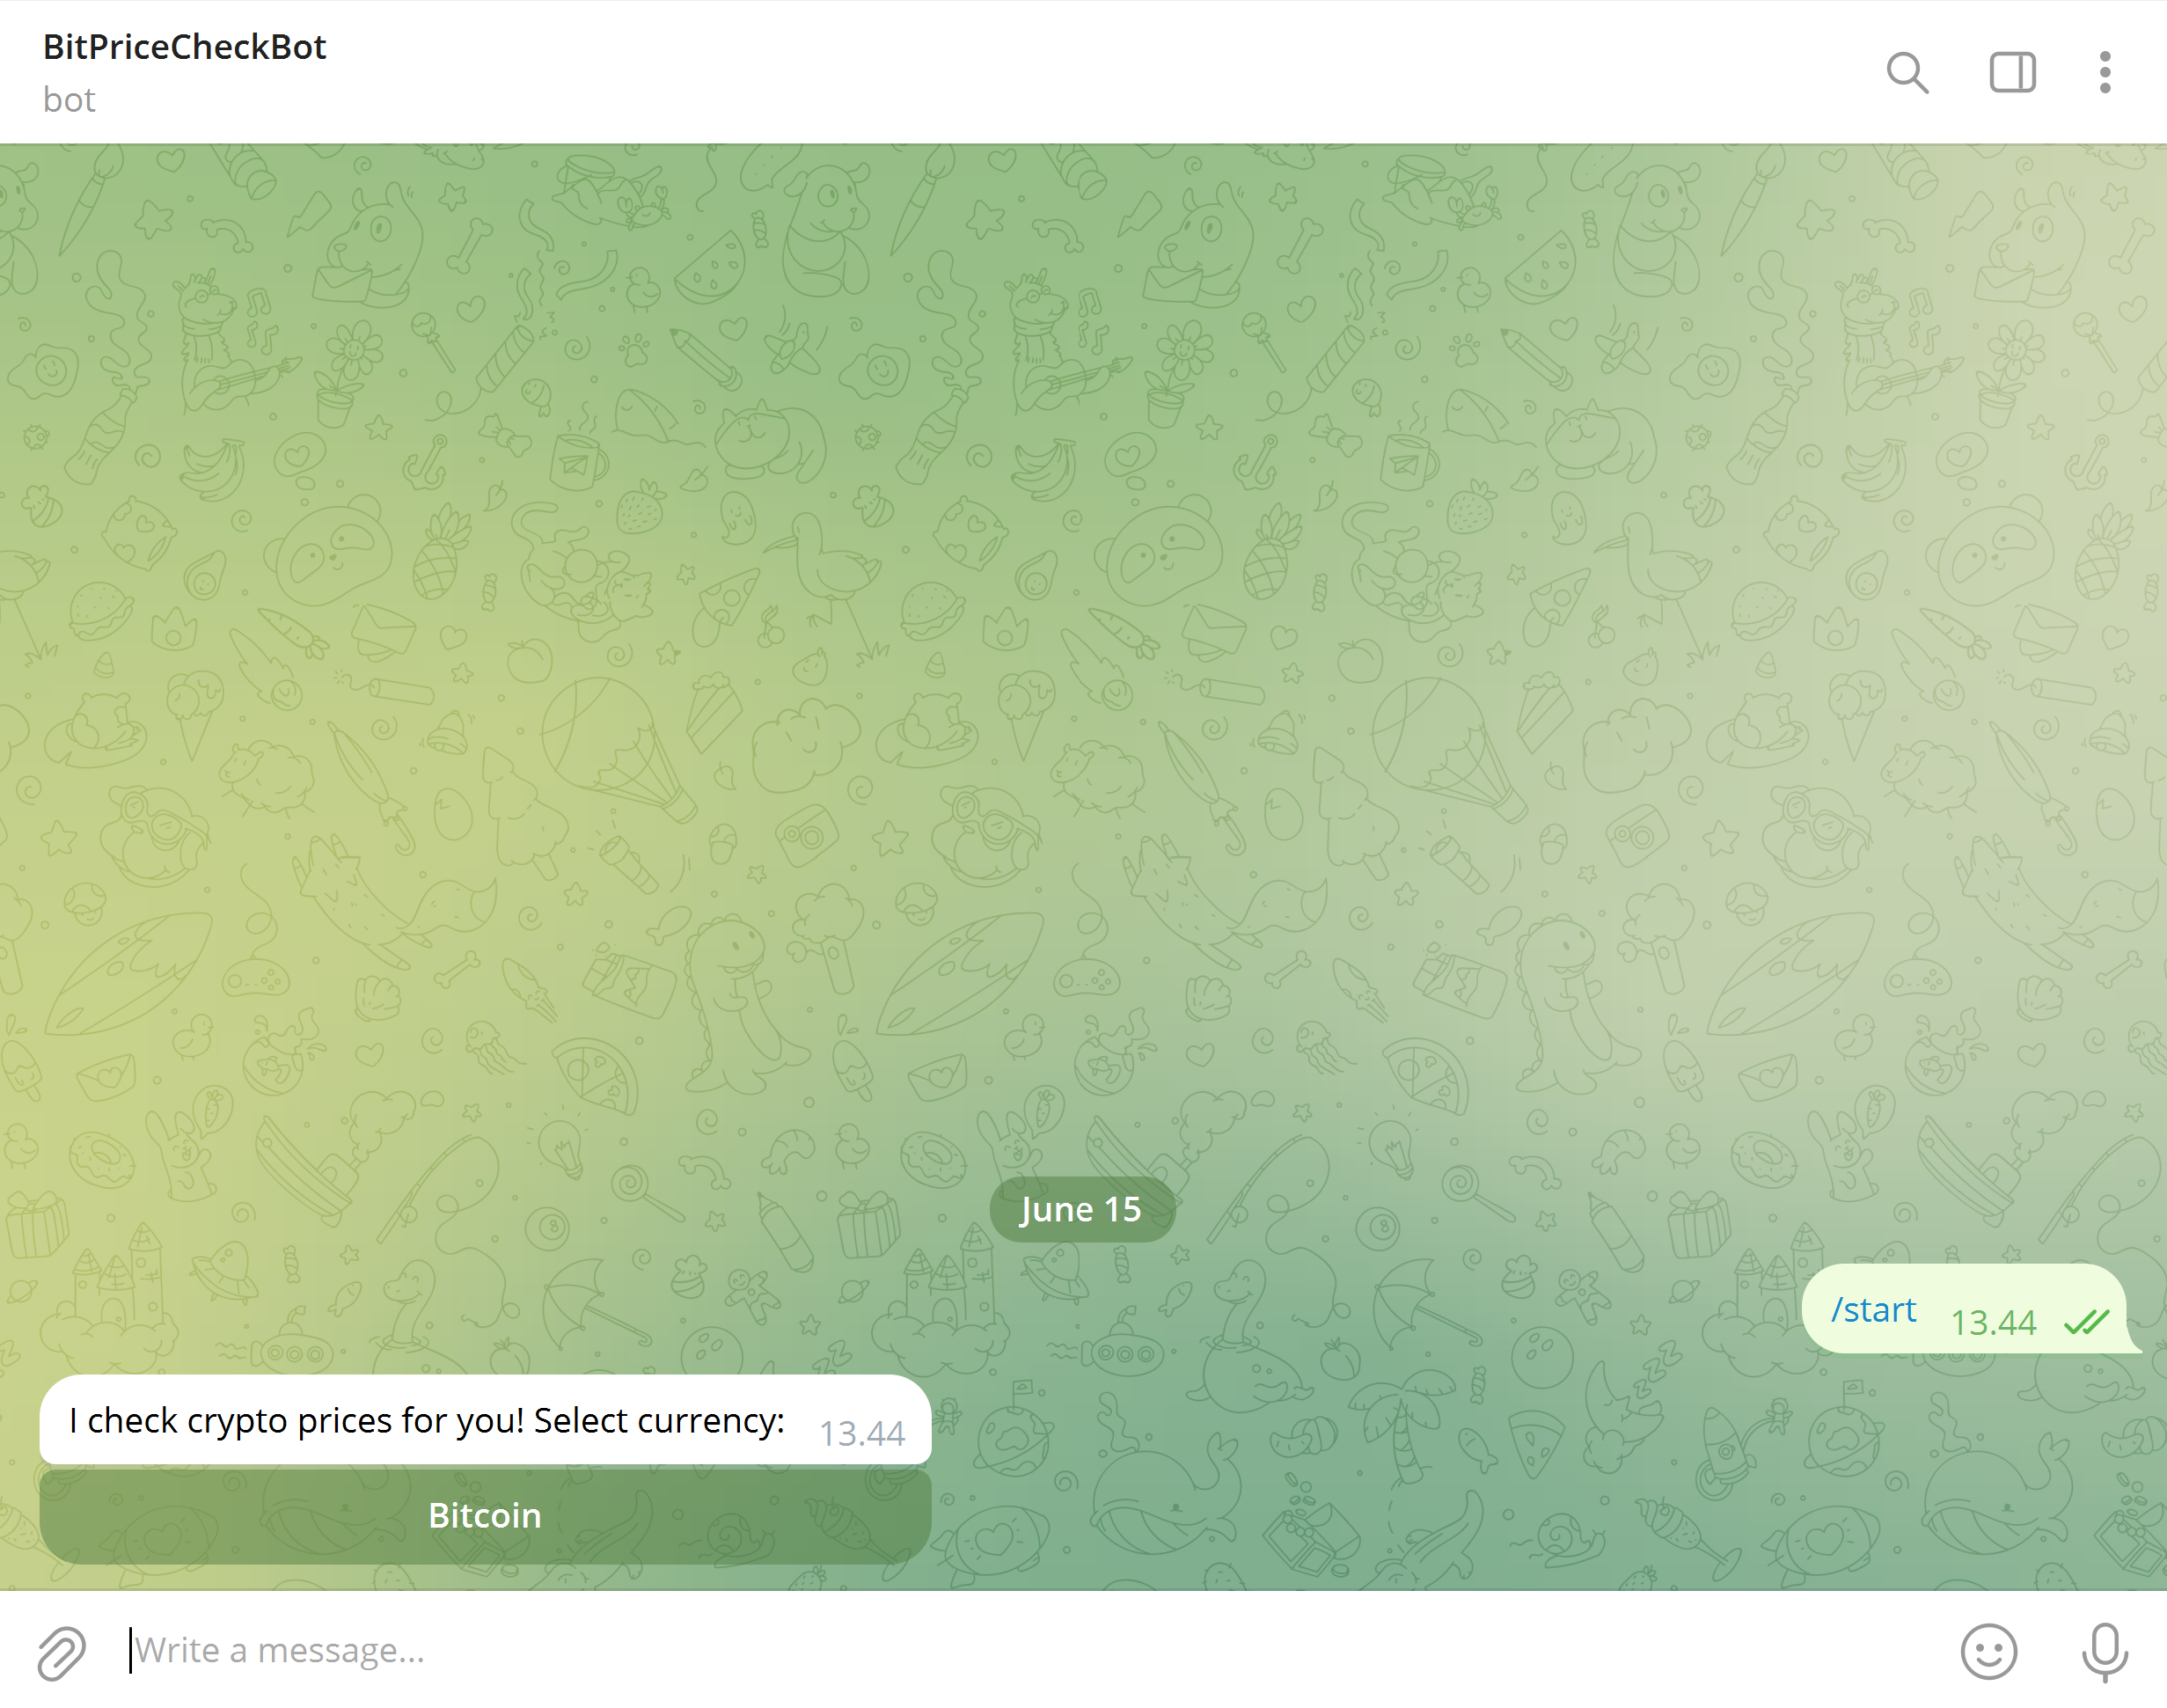 BitPriceCheckBot
bot
June 15
/start 13.44
I check crypto prices for you! Select currency: 13.44
Bitcoin
Write a message...